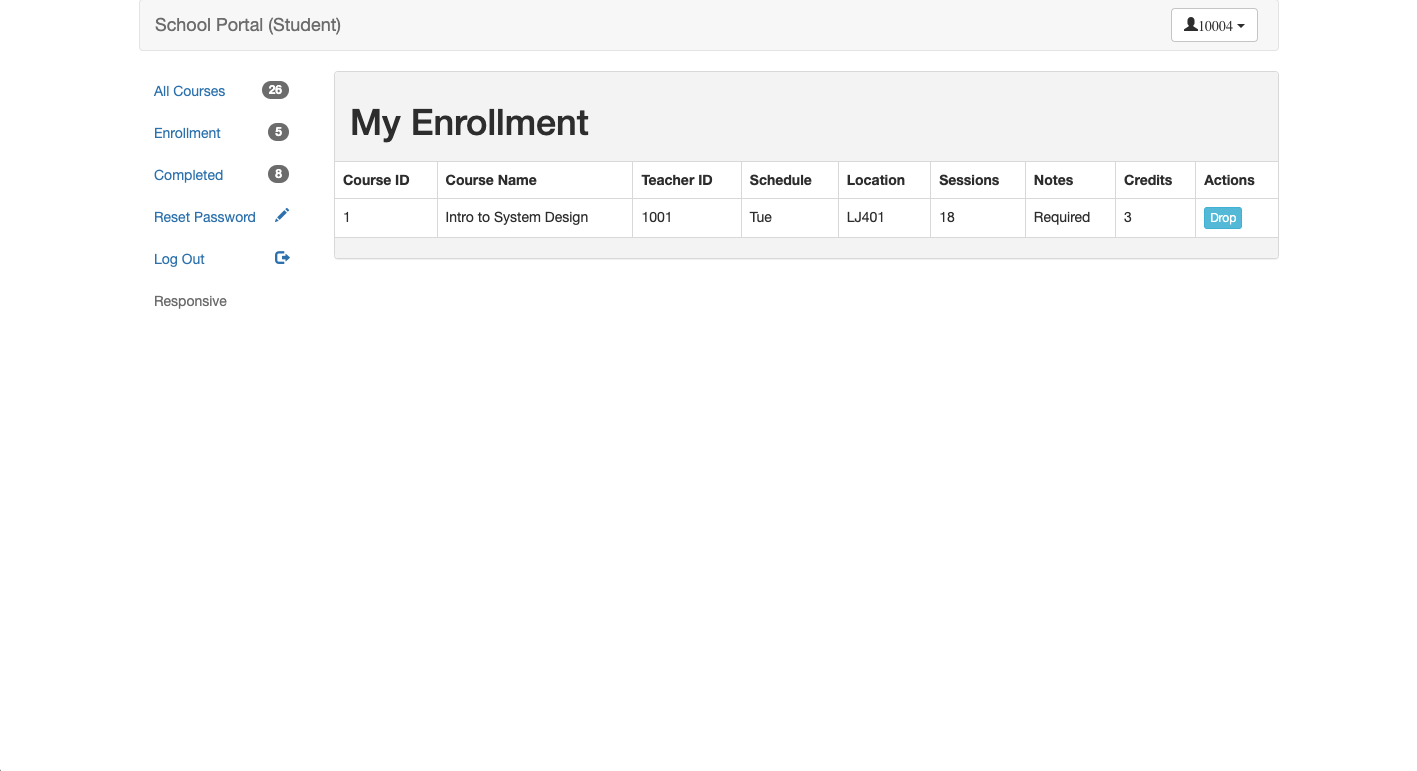 School Portal (Student)
10004
All Courses 26
Enrollment 5
Completed 8
Reset Password
Log Out
Responsive
My Enrollment
Course ID Course Name Teacher ID Schedule Location Sessions Notes Credits Actions
1 Intro to System Design 1001 Tue LJ401 18 Required 3 Drop